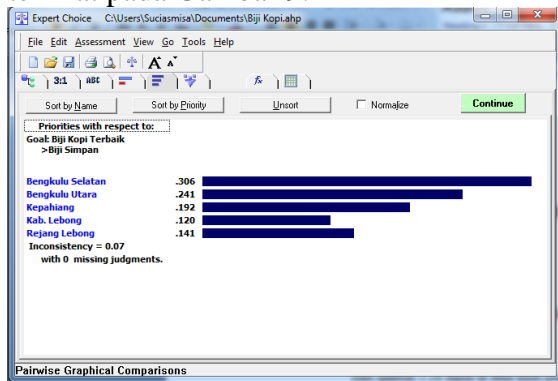 Expert Choice C:\Users\Suciasmisa\Documents\Biji Kopi.ahp
File Edit Assessment View Go Tools Help
A A
3:1 ABC fx
Sort by Name Sort by Priority Unsort Normalize Continue
Priorities with respect to:
Goal: Biji Kopi Terbaik
>Biji Simpan
Bengkulu Selatan .306
Bengkulu Utara .241
Kepahiang .192
Kab. Lebong .120
Rejang Lebong .141
Inconsistency = 0.07
with 0 missing judgments.
Pairwise Graphical Comparisons